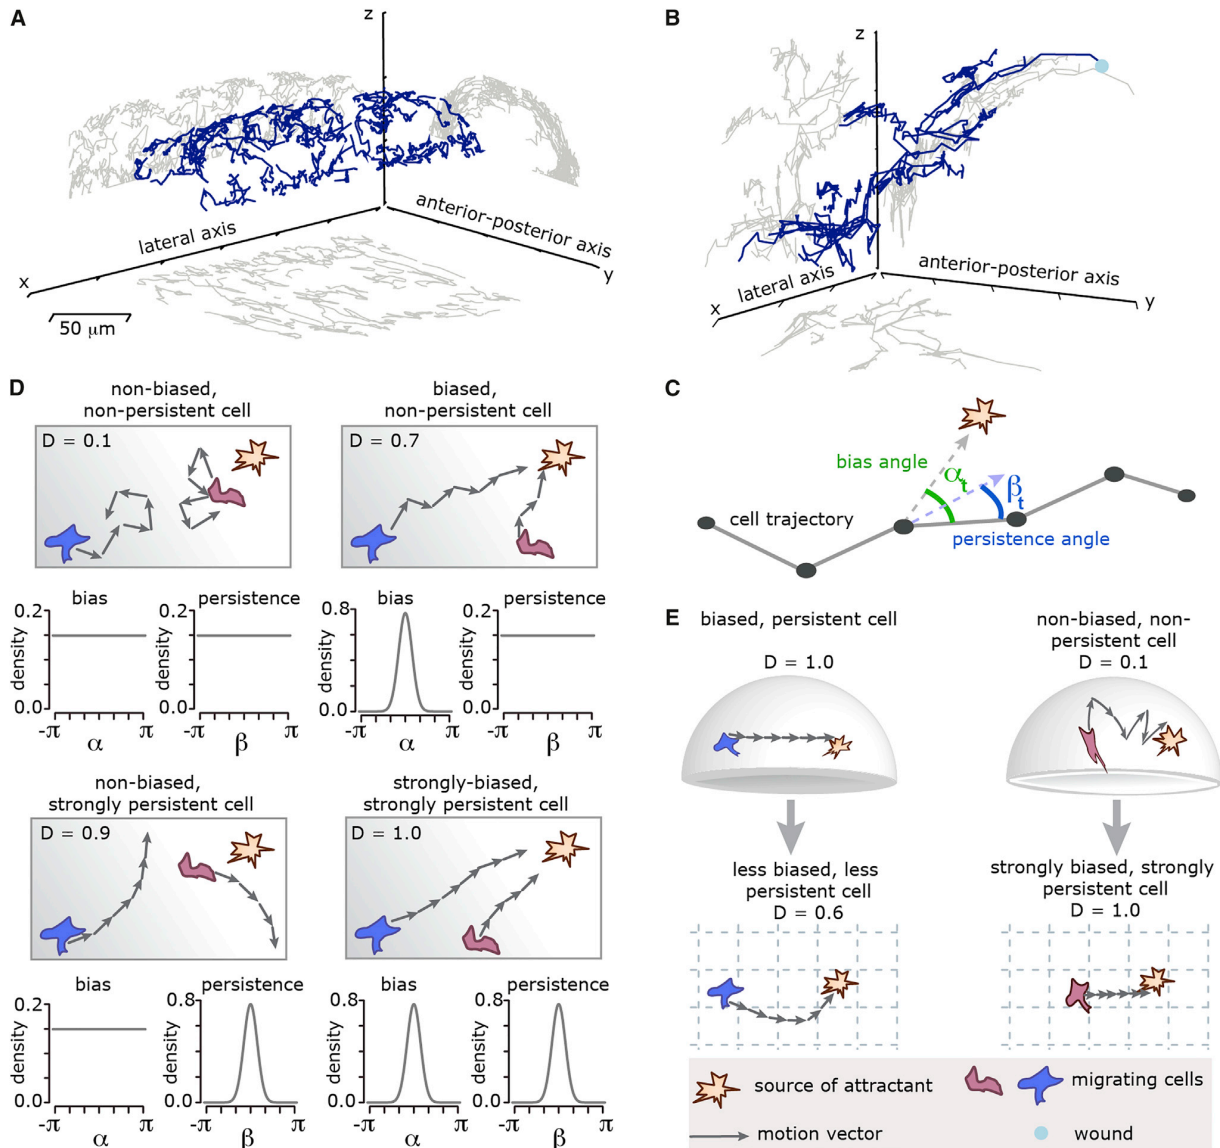 A
z
lateral axis
anterior-posterior axis
x
y
50 μm
B
z
lateral axis
anterior-posterior axis
x
y
C
bias angle
αt
βt
cell trajectory
persistence angle
D
non-biased,
non-persistent cell
D = 0.1
biased,
non-persistent cell
D = 0.7
bias
density
0.2
0.0
-π
π
α
persistence
density
0.2
0.0
-π
π
β
bias
density
0.8
0.0
-π
π
α
persistence
density
0.2
0.0
-π
π
β
non-biased,
strongly persistent cell
D = 0.9
strongly-biased,
strongly persistent cell
D = 1.0
bias
density
0.2
0.0
-π
π
α
persistence
density
0.8
0.0
-π
π
β
bias
density
0.8
0.0
-π
π
α
persistence
density
0.8
0.0
-π
π
β
E
biased, persistent cell
D = 1.0
non-biased, non-
persistent cell
D = 0.1
less biased, less
persistent cell
D = 0.6
strongly biased, strongly
persistent cell
D = 1.0
source of attractant
migrating cells
motion vector
wound